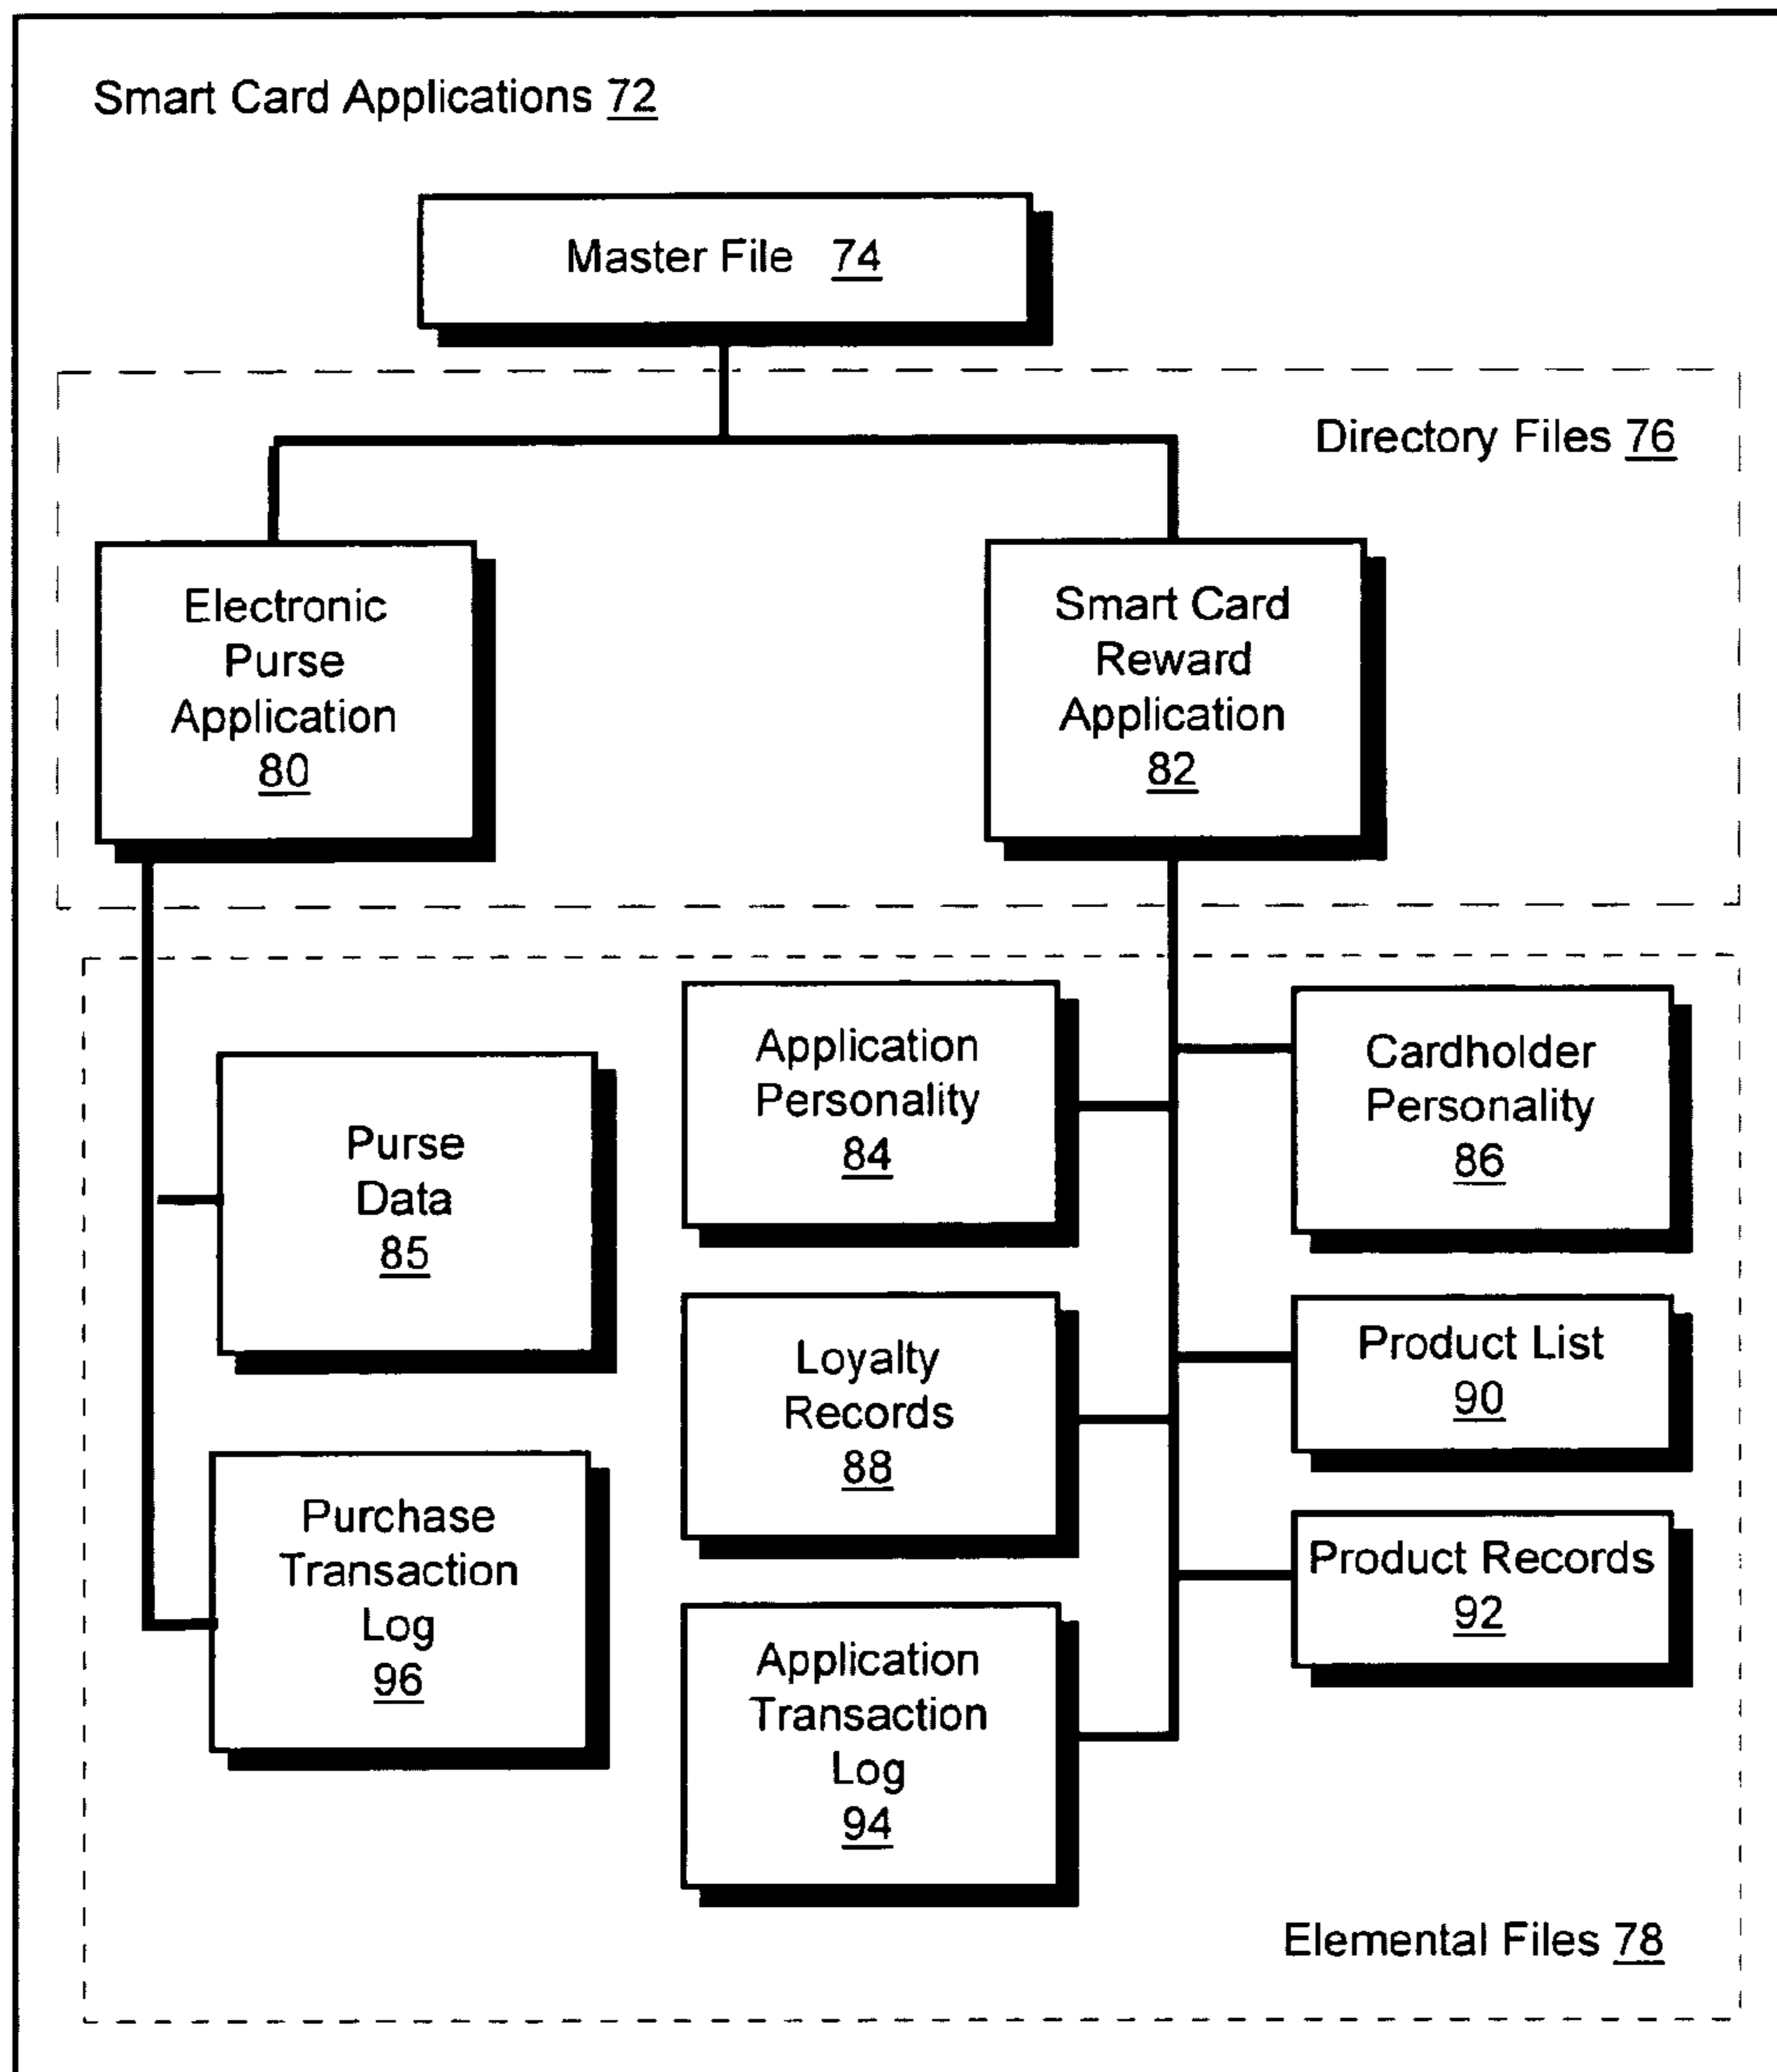 Smart Card Applications 72
Master File 74
Directory Files 76
Electronic
Purse
Application
80
Smart Card
Reward
Application
82
Purse
Data
85
Purchase
Transaction
Log
96
Application
Personality
84
Cardholder
Personality
86
Loyalty
Records
88
Product List
90
Product Records
92
Application
Transaction
Log
94
Elemental Files 78